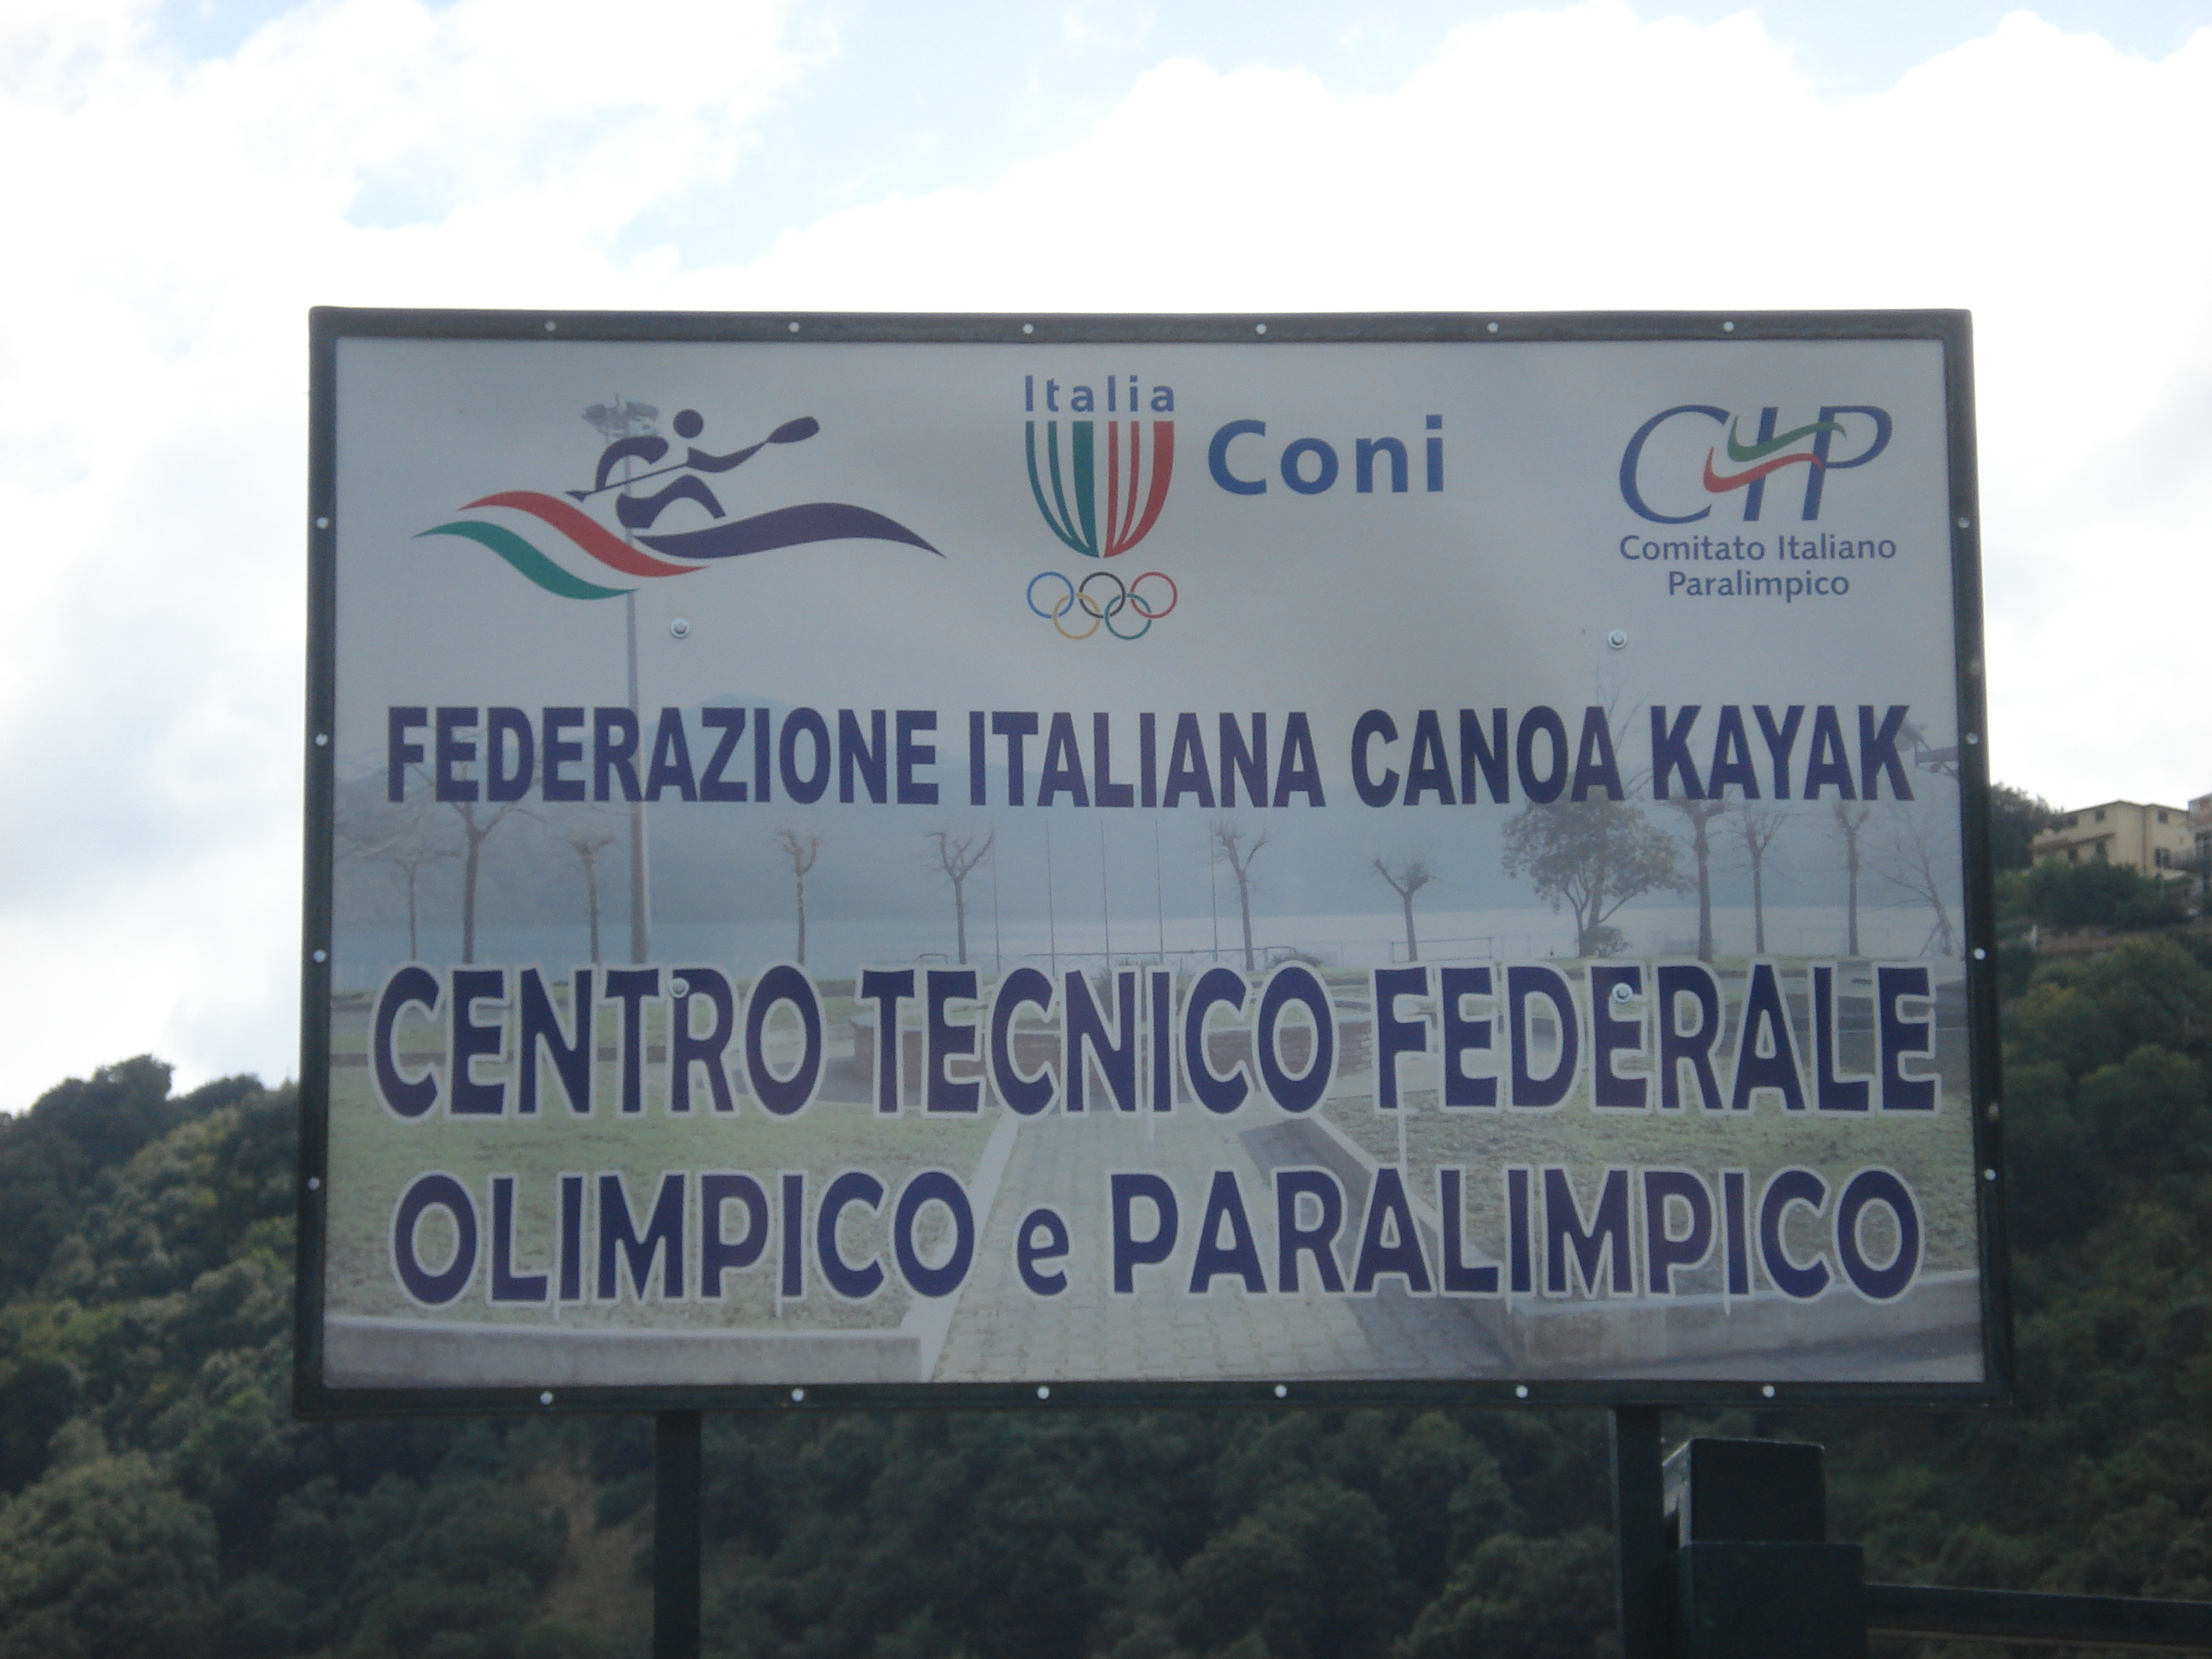 Italia
Coni
CIP
Comitato Italiano
Paralimpico
FEDERAZIONE ITALIANA CANOA KAYAK
CENTRO TECNICO FEDERALE
OLIMPICO e PARALIMPICO